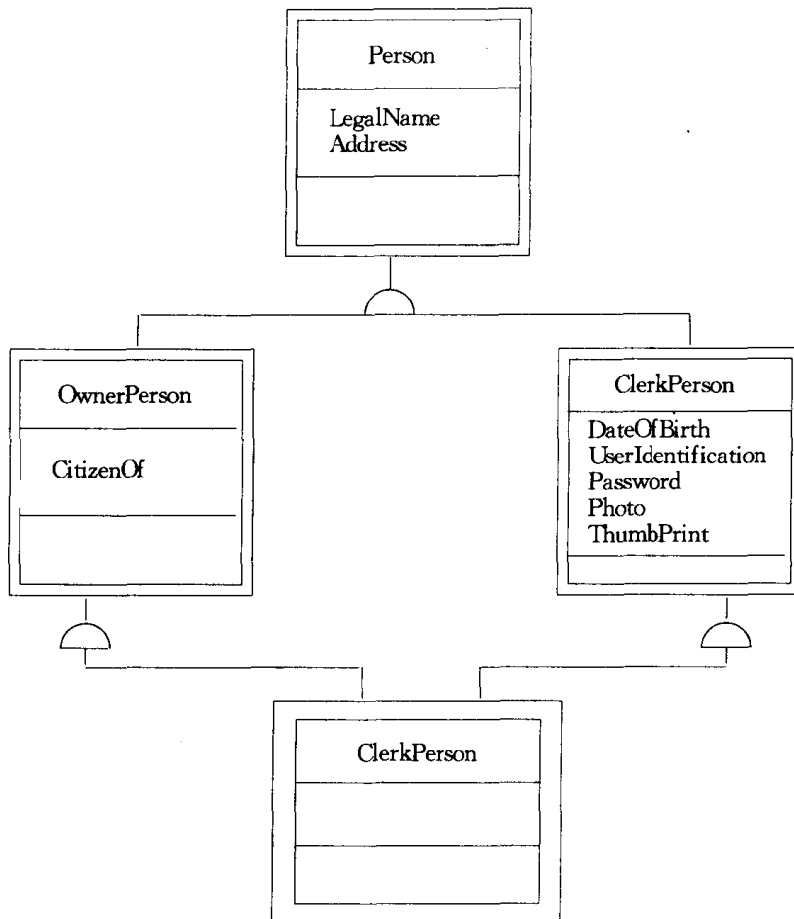 Person
LegalName
Address
OwnerPerson
CitizenOf
ClerkPerson
DateOfBirth
UserIdentification
Password
Photo
ThumbPrint
ClerkPerson